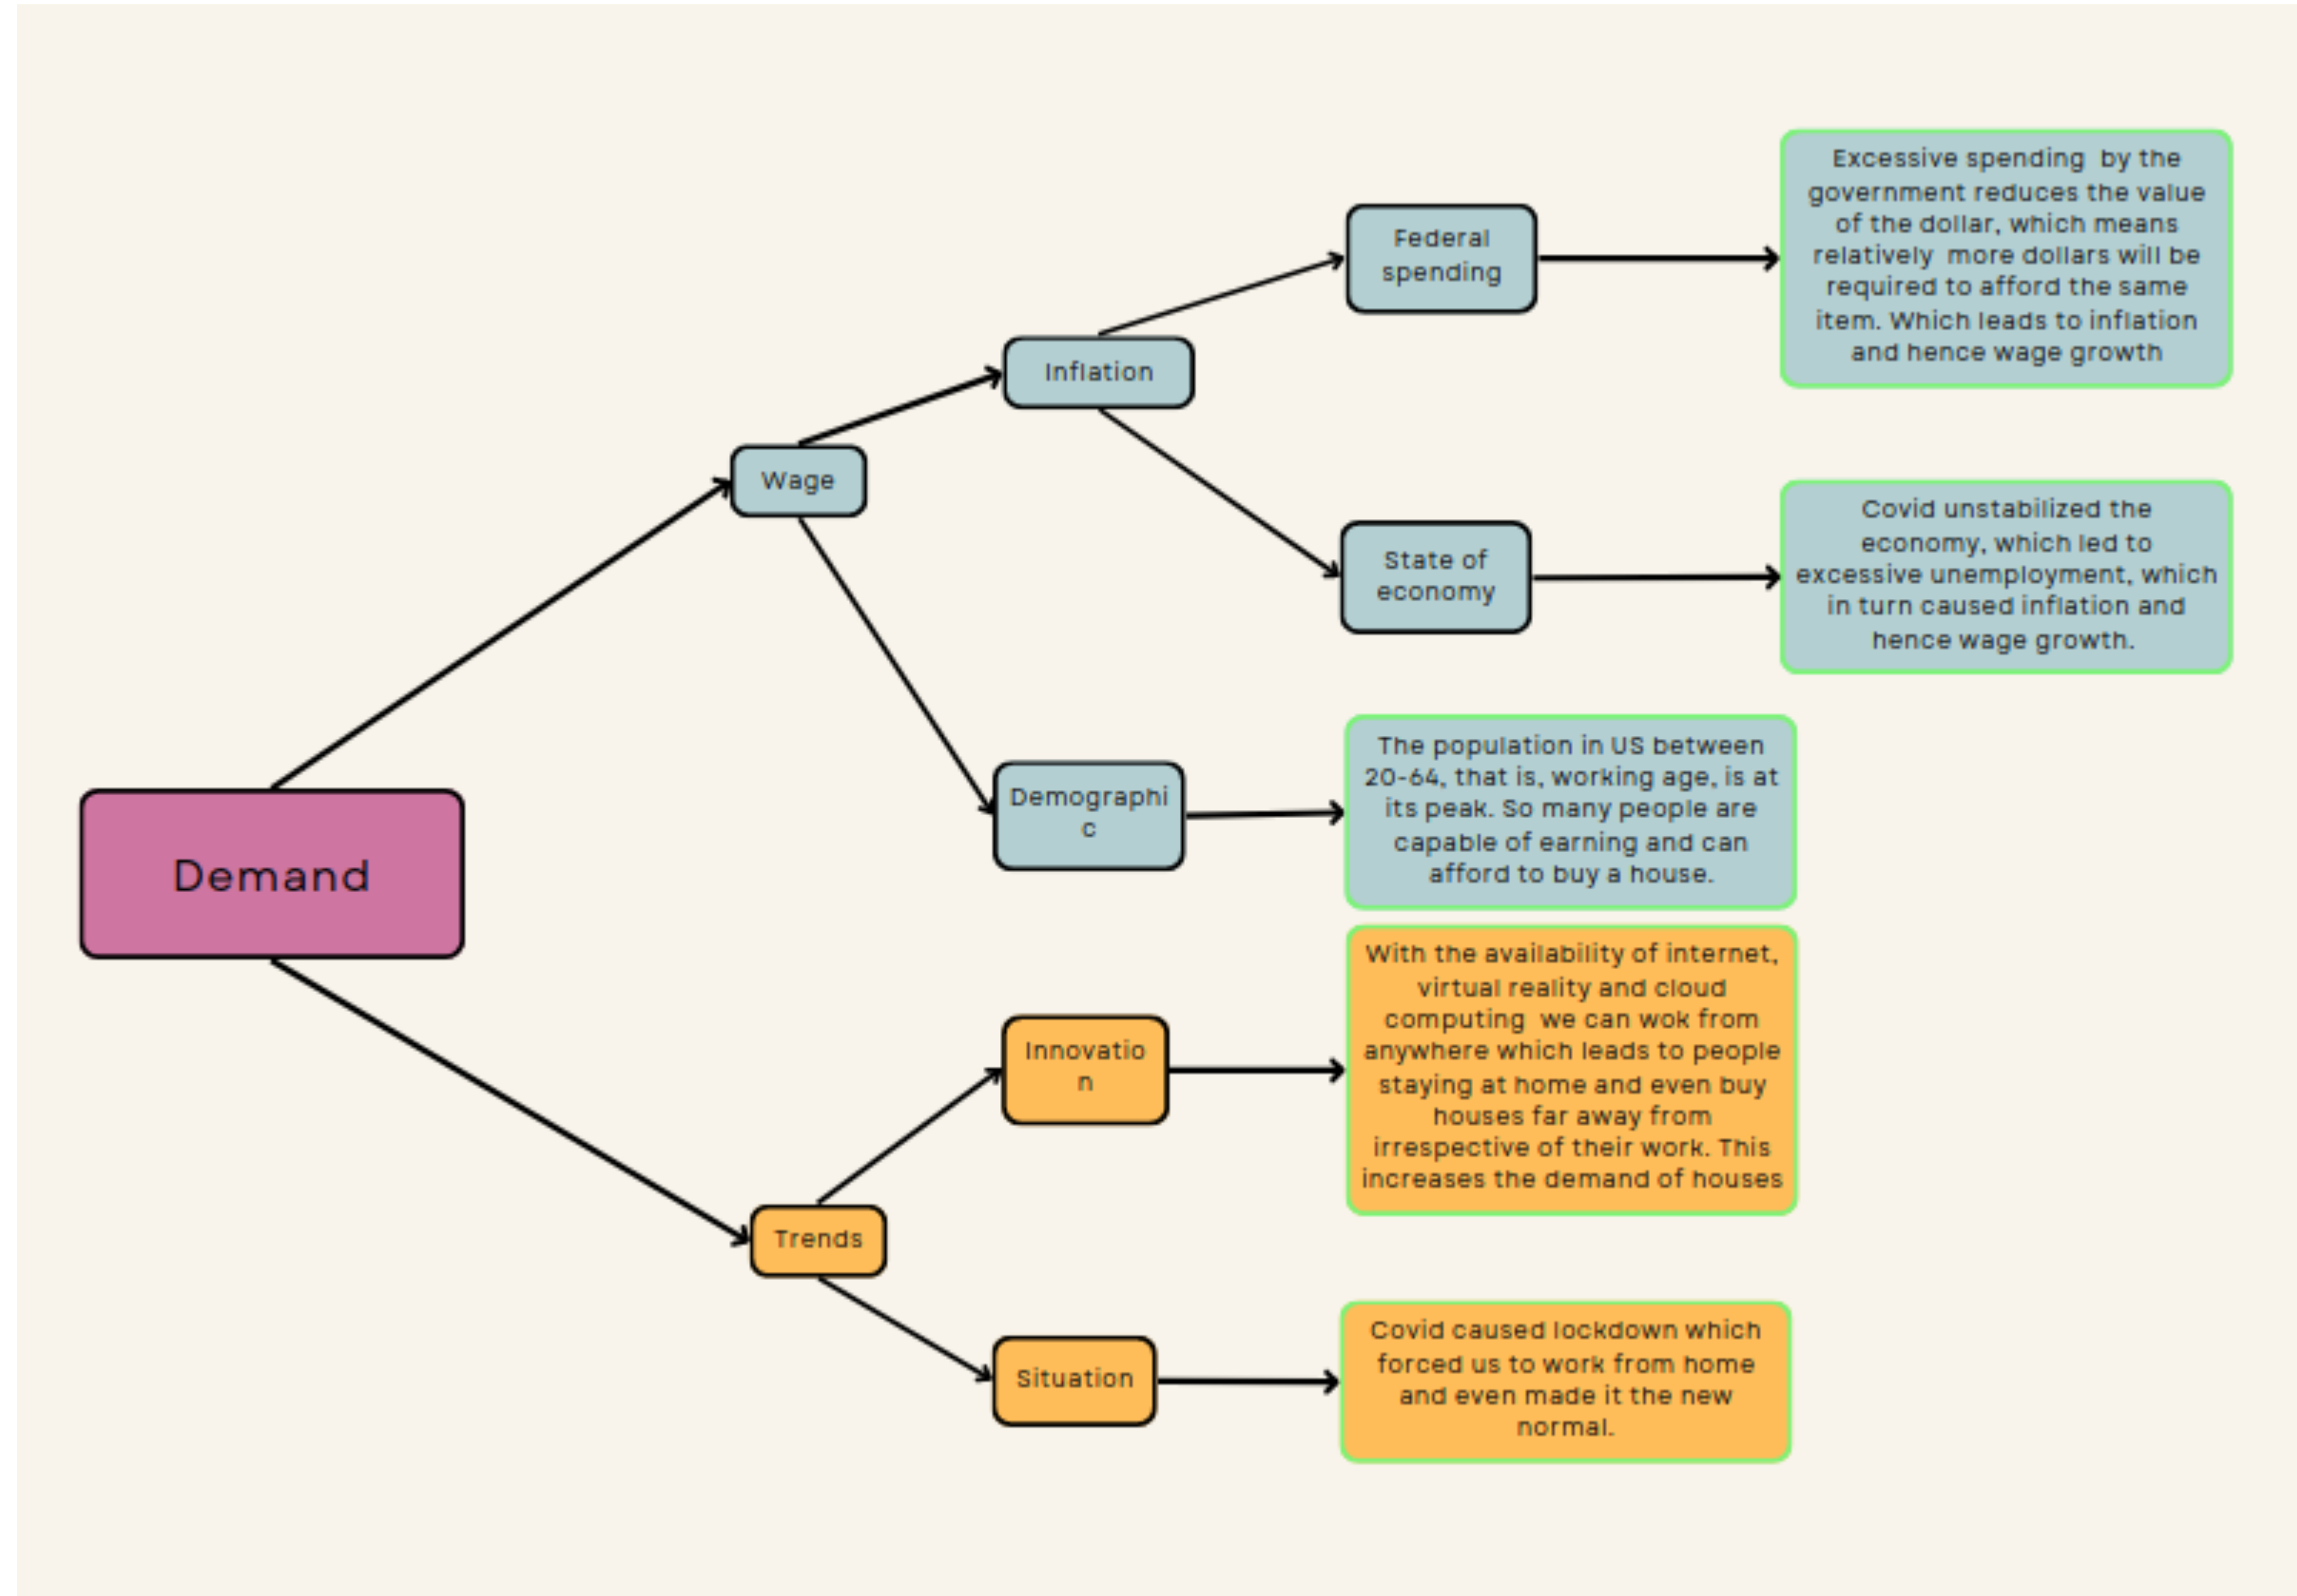 Demand
Wage
Inflation
Federal
spending
Excessive spending  by the
government reduces the value
of the dollar, which means
relatively  more dollars will be
required to afford the same
item. Which leads to inflation
and hence wage growth
State of
economy
Covid unstabilized the
economy, which led to
excessive unemployment, which
in turn caused inflation and
hence wage growth.
Demographi
c
The population in US between
20-64, that is, working age, is at
its peak. So many people are
capable of earning and can
afford to buy a house.
Trends
Innovatio
n
With the availability of internet,
virtual reality and cloud
computing  we can wok from
anywhere which leads to people
staying at home and even buy
houses far away from
irrespective of their work. This
increases the demand of houses
Situation
Covid caused lockdown which
forced us to work from home
and even made it the new
normal.